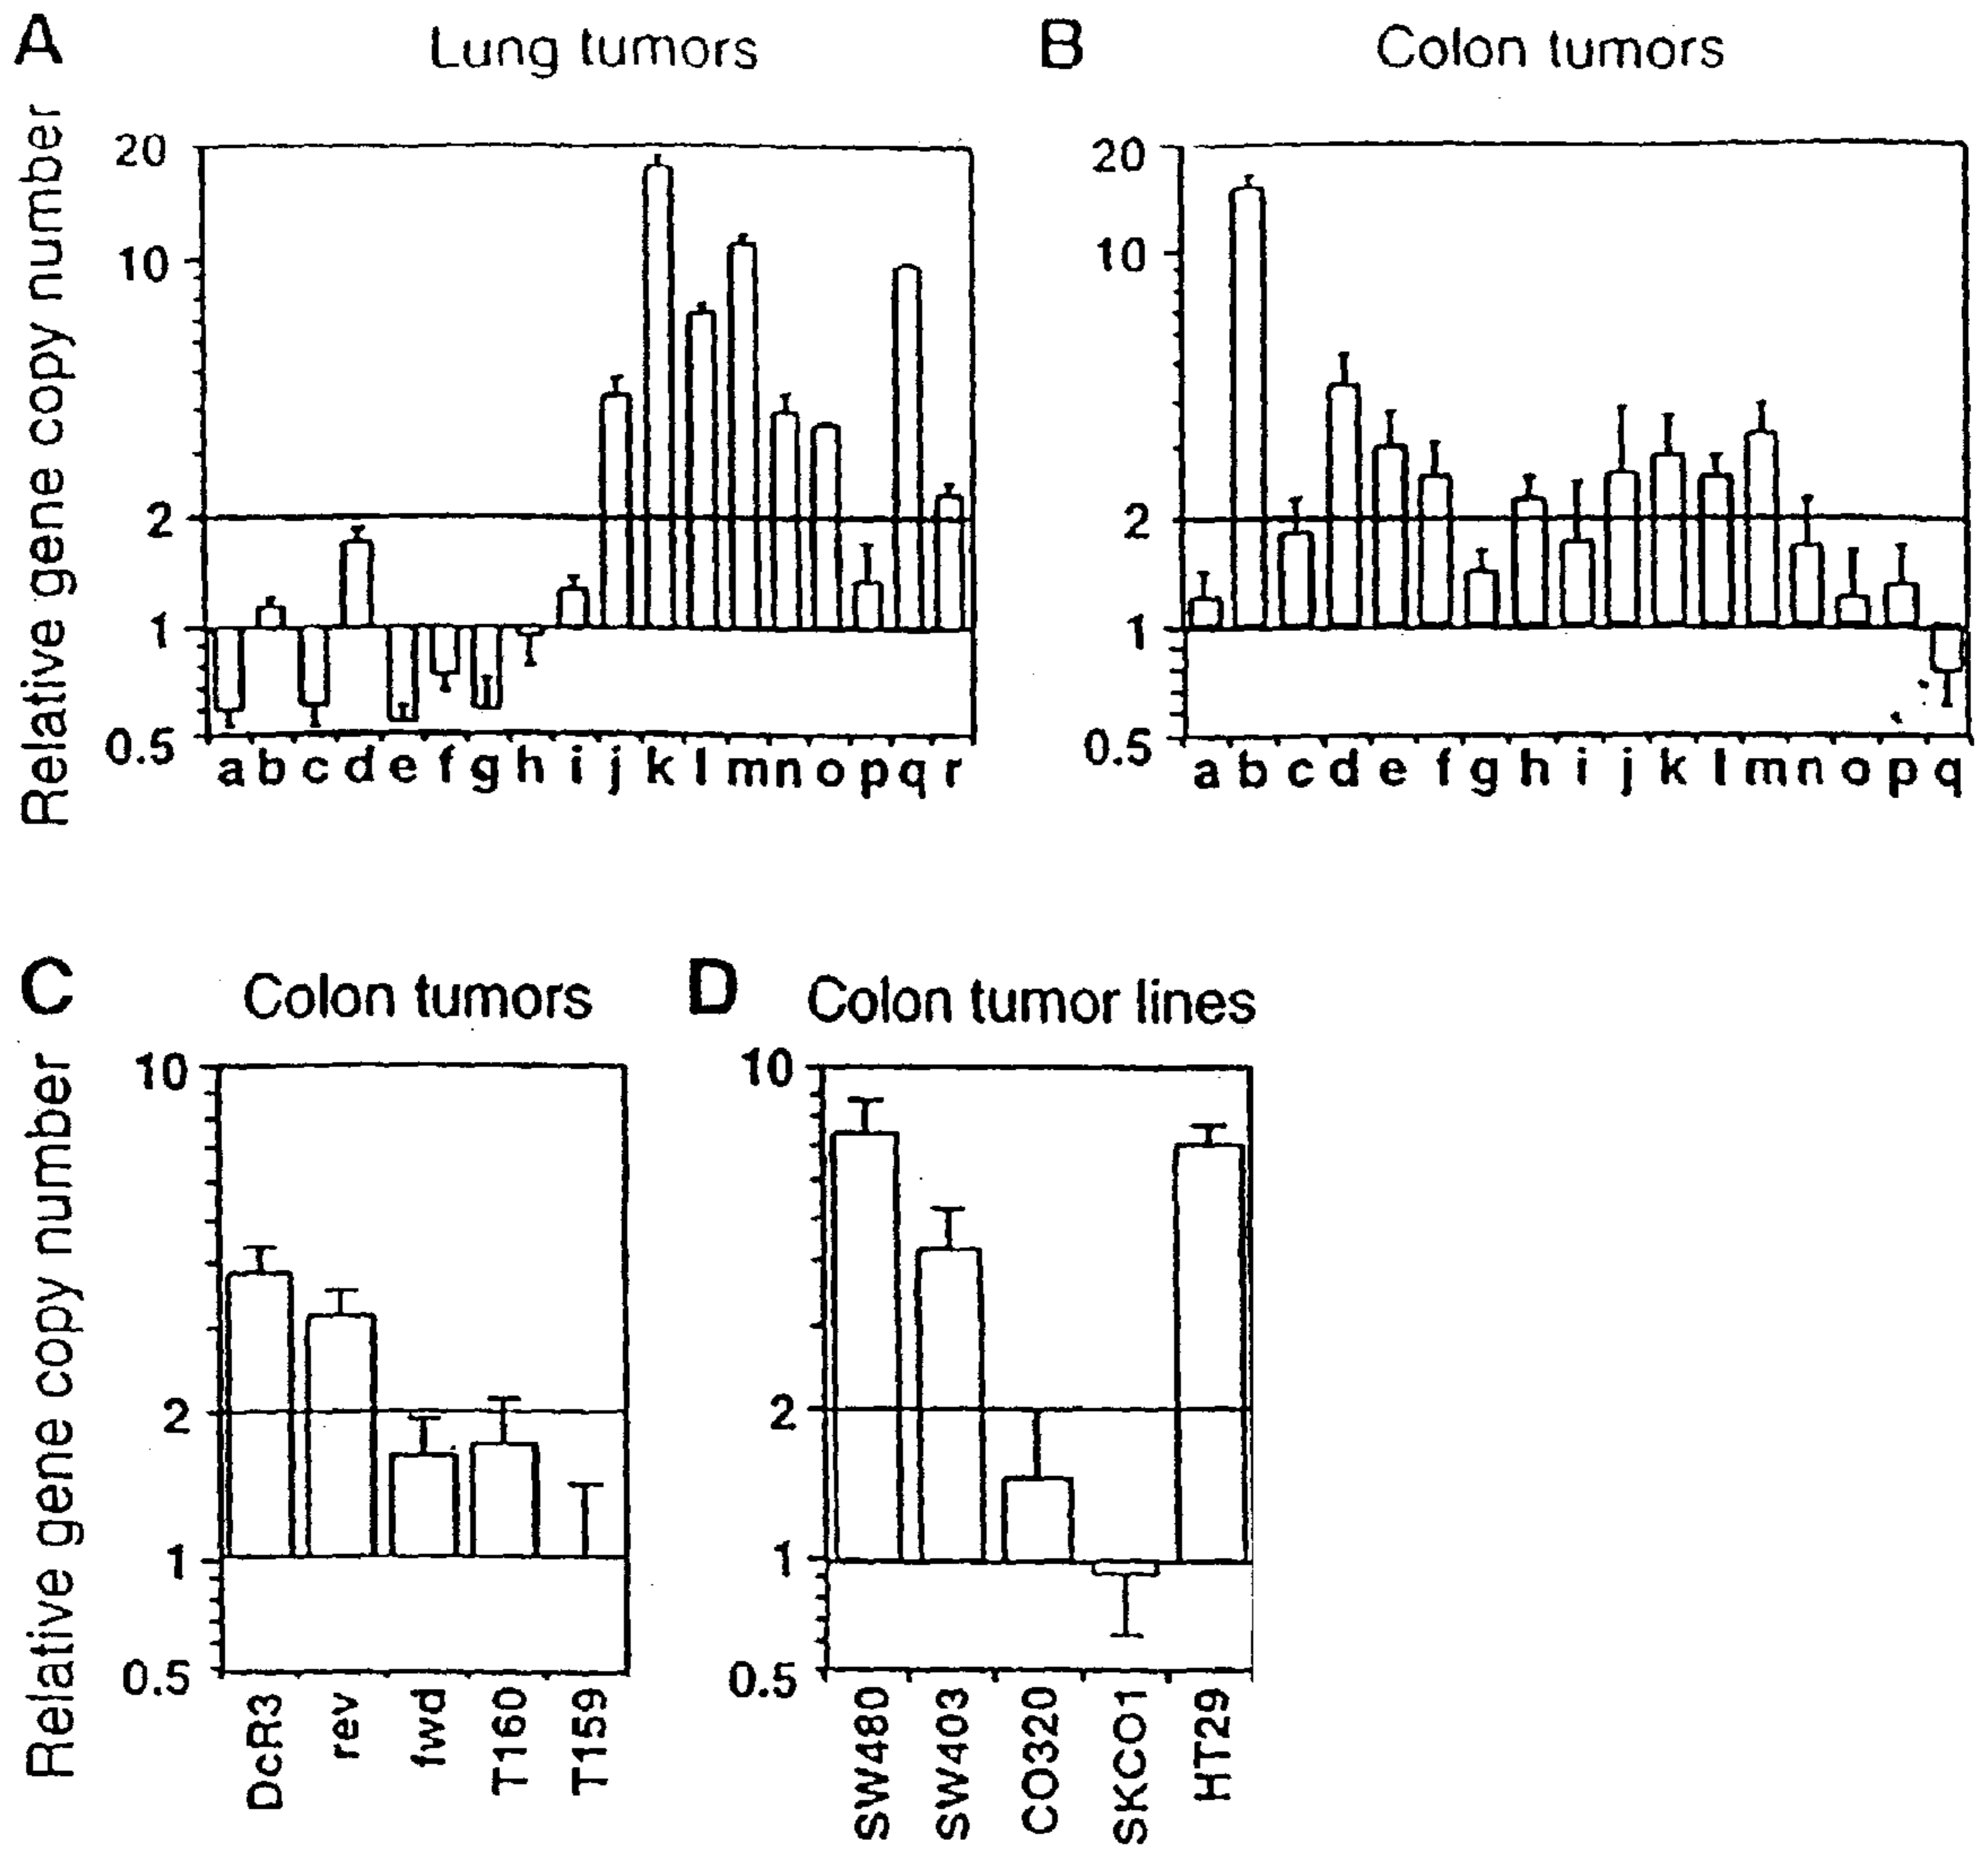 A
Lung tumors
Relative gene copy number
20
10
2
1
0.5
a b c d e f g h i j k l m n o p q r
B
Colon tumors
20
10
2
1
0.5
a b c d e f g h i j k l m n o p q
C
Colon tumors
Relative gene copy number
10
2
1
0.5
DcR3
rev
fwd
T160
T159
D
Colon tumor lines
10
2
1
0.5
SW480
SW403
CO320
SKCO1
HT29